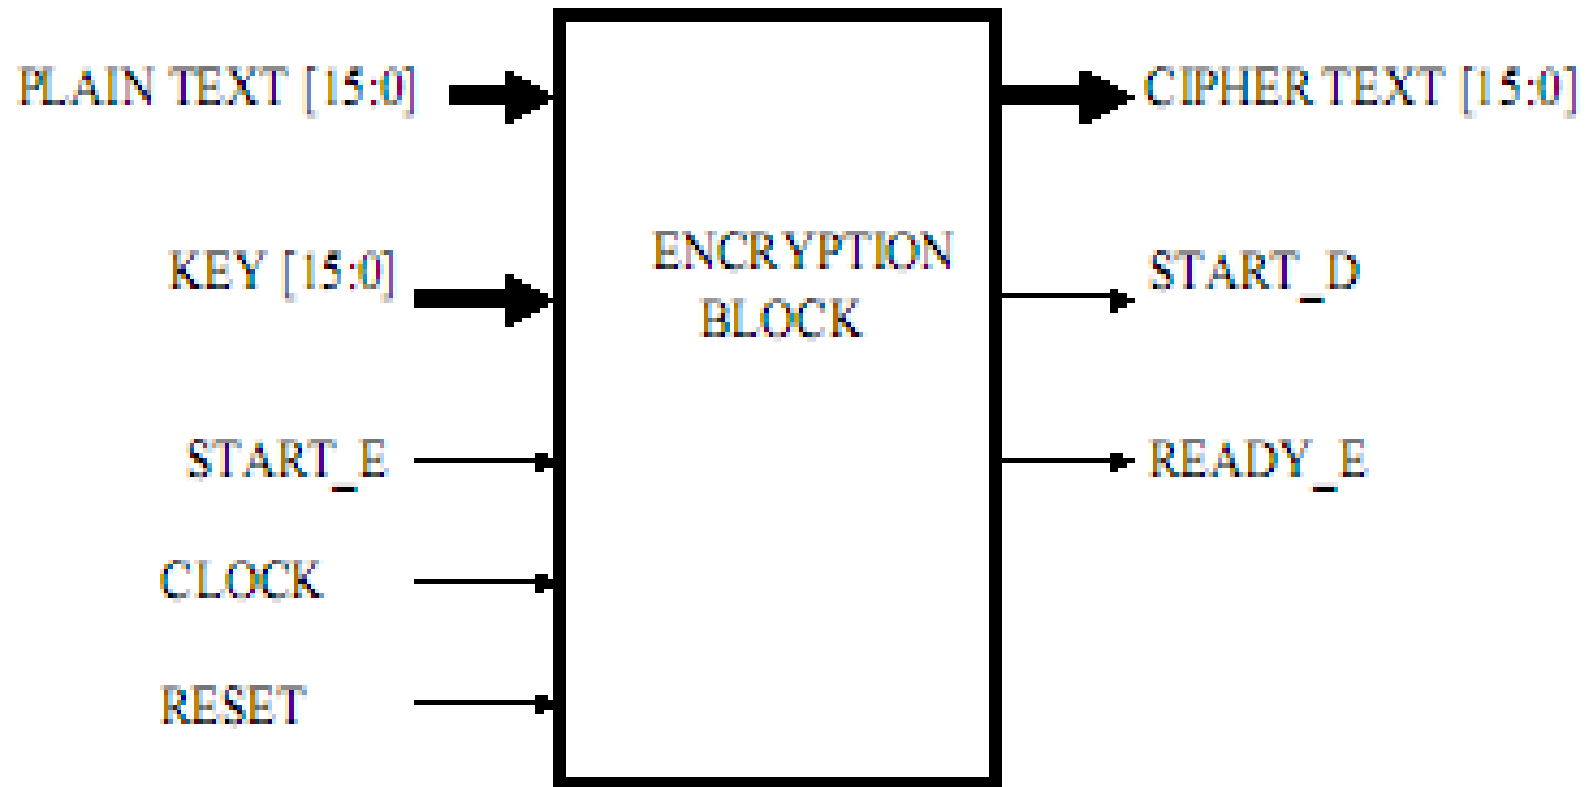 PLAIN TEXT [15:0]
CIPHER TEXT [15:0]
KEY [15:0]
ENCRYPTION
BLOCK
START_D
START_E
READY_E
CLOCK
RESET